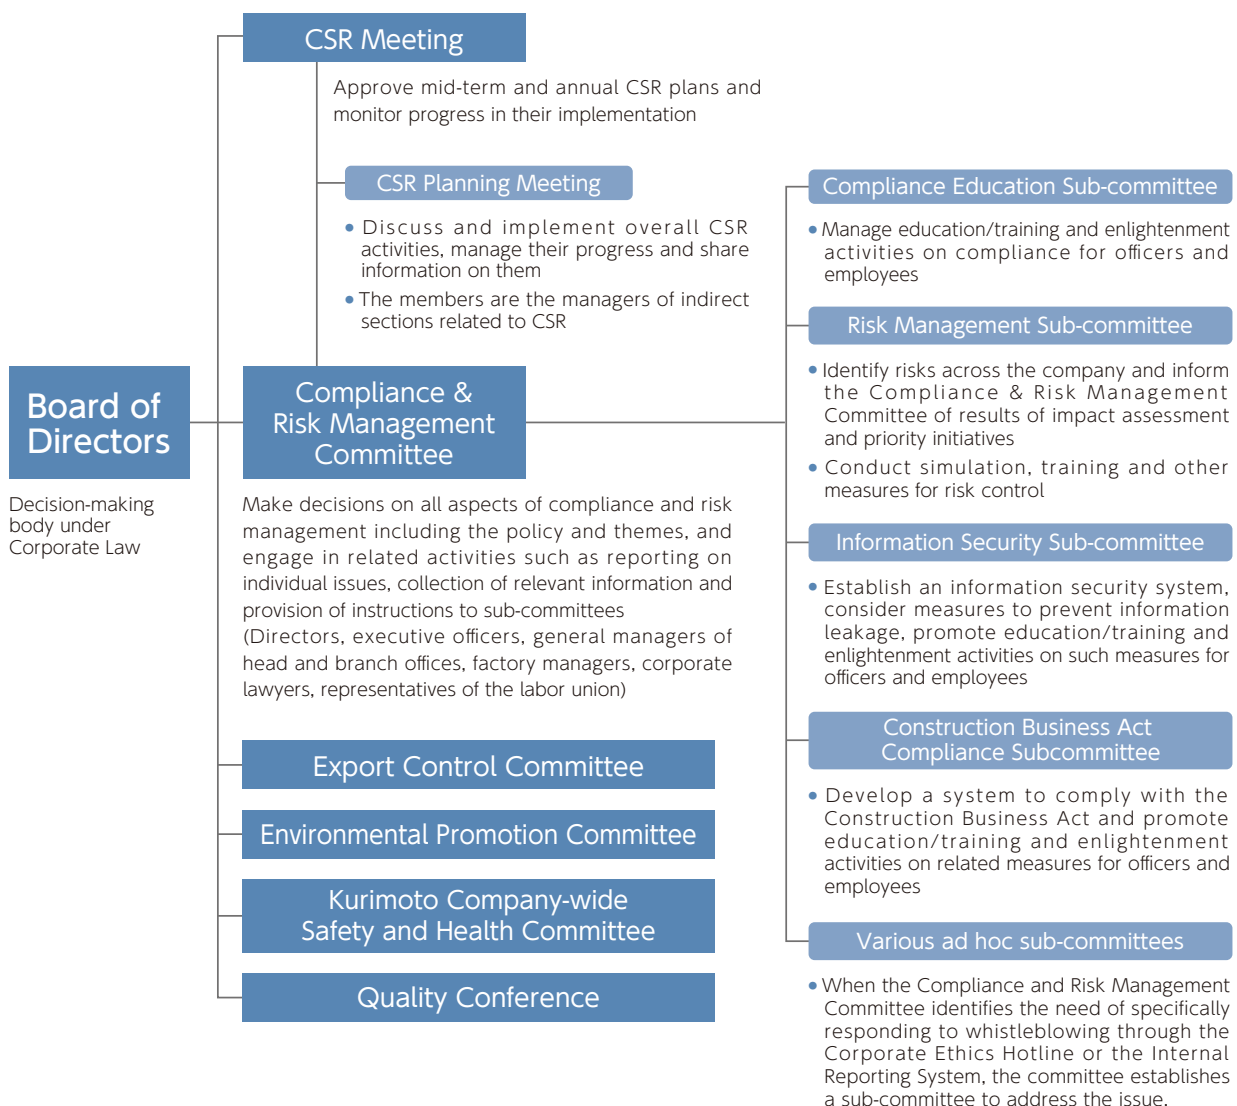 CSR Meeting
Approve mid-term and annual CSR plans and
monitor progress in their implementation
CSR Planning Meeting
• Discuss and implement overall CSR
activities, manage their progress and share
information on them
• The members are the managers of indirect
sections related to CSR
Board of
Directors
Decision-making
body under
Corporate Law
Compliance &
Risk Management
Committee
Make decisions on all aspects of compliance and risk
management including the policy and themes, and
engage in related activities such as reporting on
individual issues, collection of relevant information and
provision of instructions to sub-committees
(Directors, executive officers, general managers of
head and branch offices, factory managers, corporate
lawyers, representatives of the labor union)
Export Control Committee
Environmental Promotion Committee
Kurimoto Company-wide
Safety and Health Committee
Quality Conference
Compliance Education Sub-committee
• Manage education/training and enlightenment
activities on compliance for officers and
employees
Risk Management Sub-committee
• Identify risks across the company and inform
the Compliance & Risk Management
Committee of results of impact assessment
and priority initiatives
• Conduct simulation, training and other
measures for risk control
Information Security Sub-committee
• Establish an information security system,
consider measures to prevent information
leakage, promote education/training and
enlightenment activities on such measures for
officers and employees
Construction Business Act
Compliance Subcommittee
• Develop a system to comply with the
Construction Business Act and promote
education/training and enlightenment
activities on related measures for officers and
employees
Various ad hoc sub-committees
• When the Compliance and Risk Management
Committee identifies the need of specifically
responding to whistleblowing through the
Corporate Ethics Hotline or the Internal
Reporting System, the committee establishes
a sub-committee to address the issue.